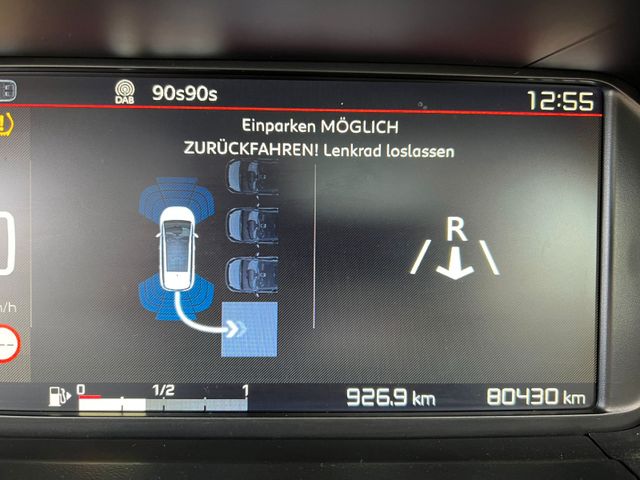 DAB 90s90s 12:55
Einparken MÖGLICH
ZURÜCKFAHREN! Lenkrad loslassen
R
0 1/2 1
926.9 km 80430 km